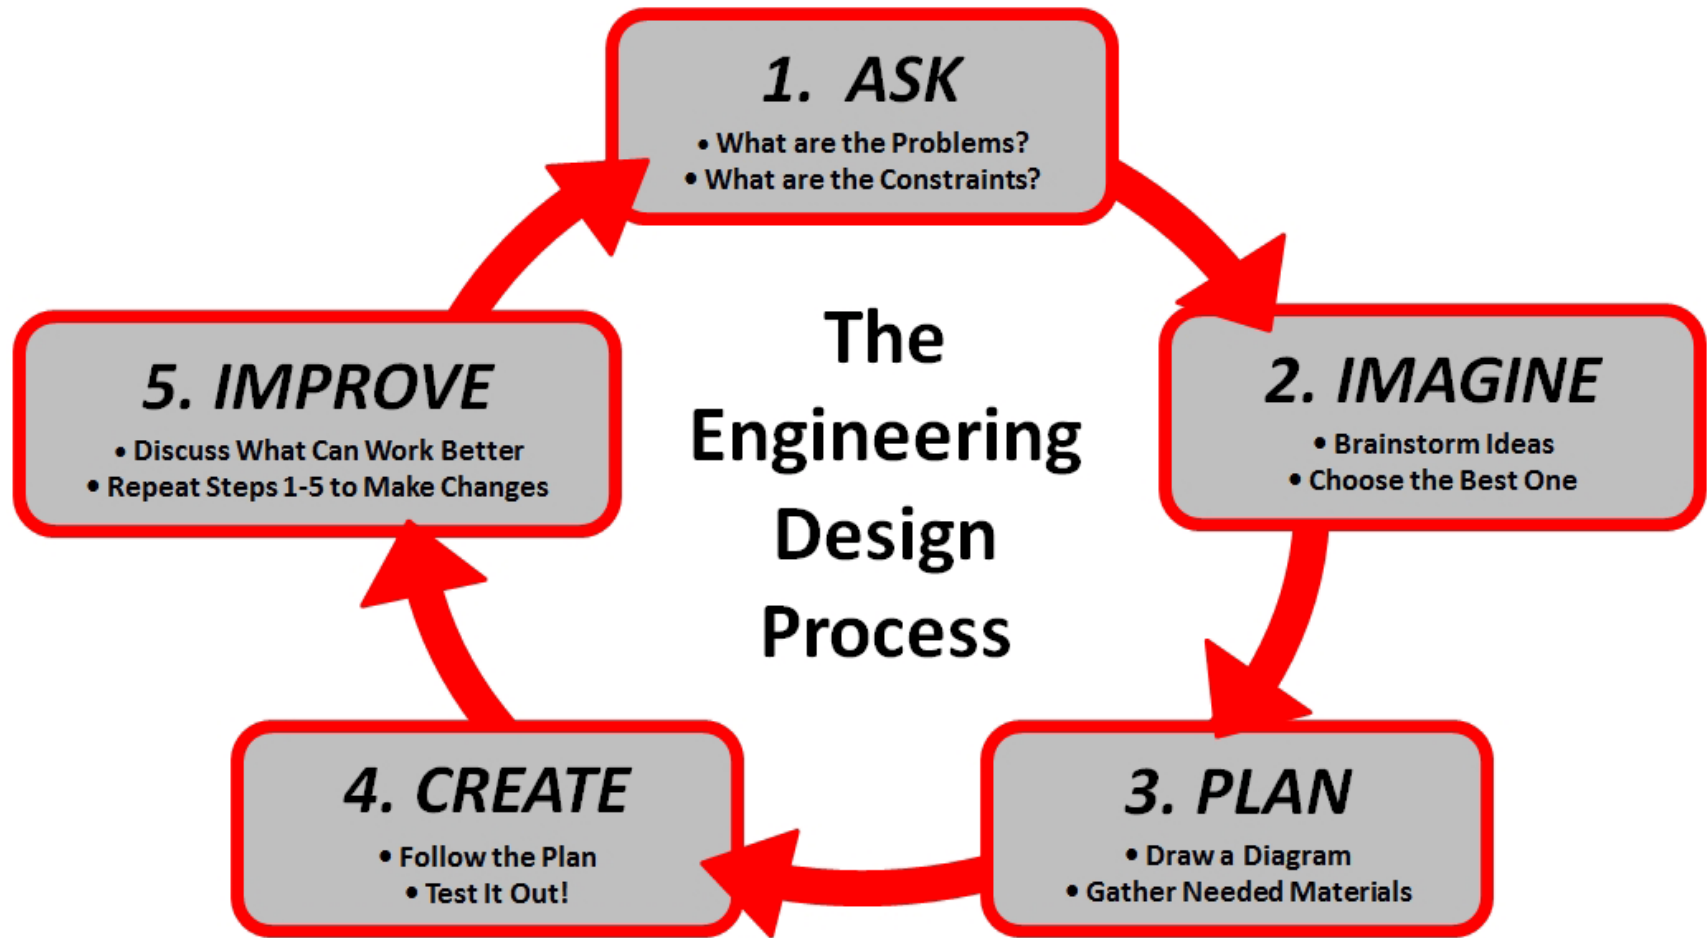 1. ASK
• What are the Problems?
• What are the Constraints?
The
Engineering
Design
Process
2. IMAGINE
• Brainstorm Ideas
• Choose the Best One
3. PLAN
• Draw a Diagram
• Gather Needed Materials
4. CREATE
• Follow the Plan
• Test It Out!
5. IMPROVE
• Discuss What Can Work Better
• Repeat Steps 1-5 to Make Changes